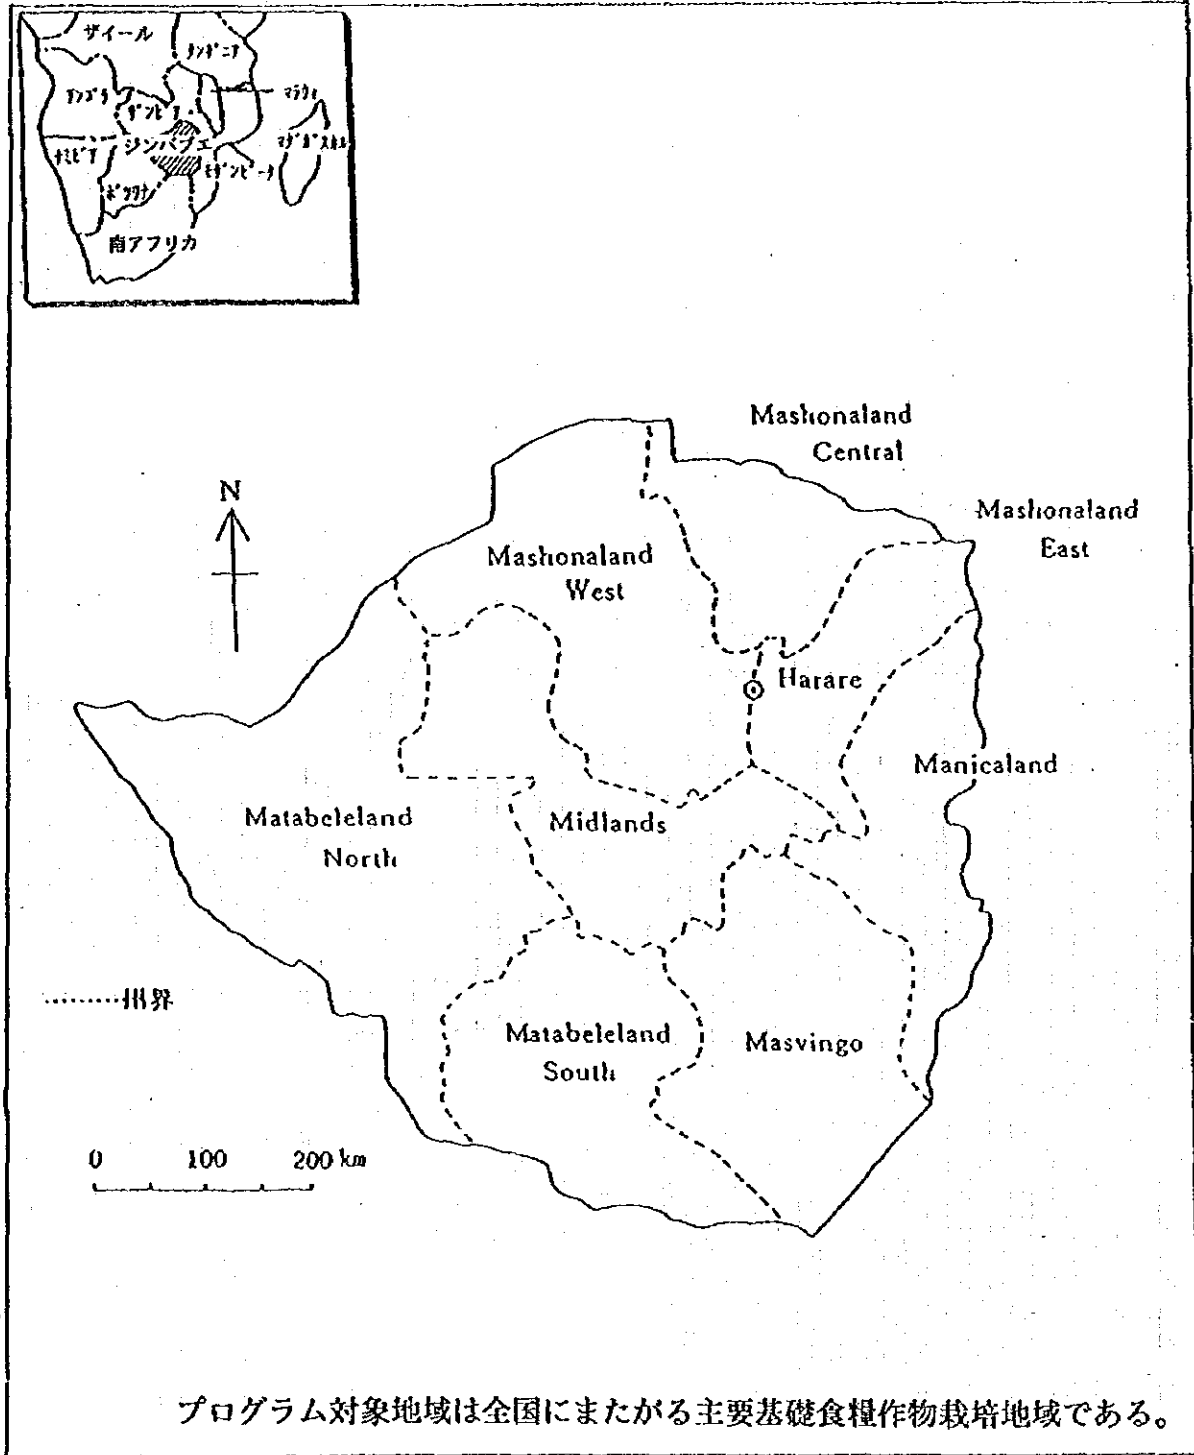 ザイール
タンザニア
アンゴラ
ザンビア
マラウィ
ナミビア
ジンバブエ
マダガスカル
ボツワナ
モザンビーク
南アフリカ
Mashonaland
Central
N
Mashonaland
East
Mashonaland
West
Harare
Manicaland
Matabeleland
North
Midlands
州界
Matabeleland
South
Masvingo
0 100 200 km
プログラム対象地域は全国にまたがる主要基礎食糧作物栽培地域である。